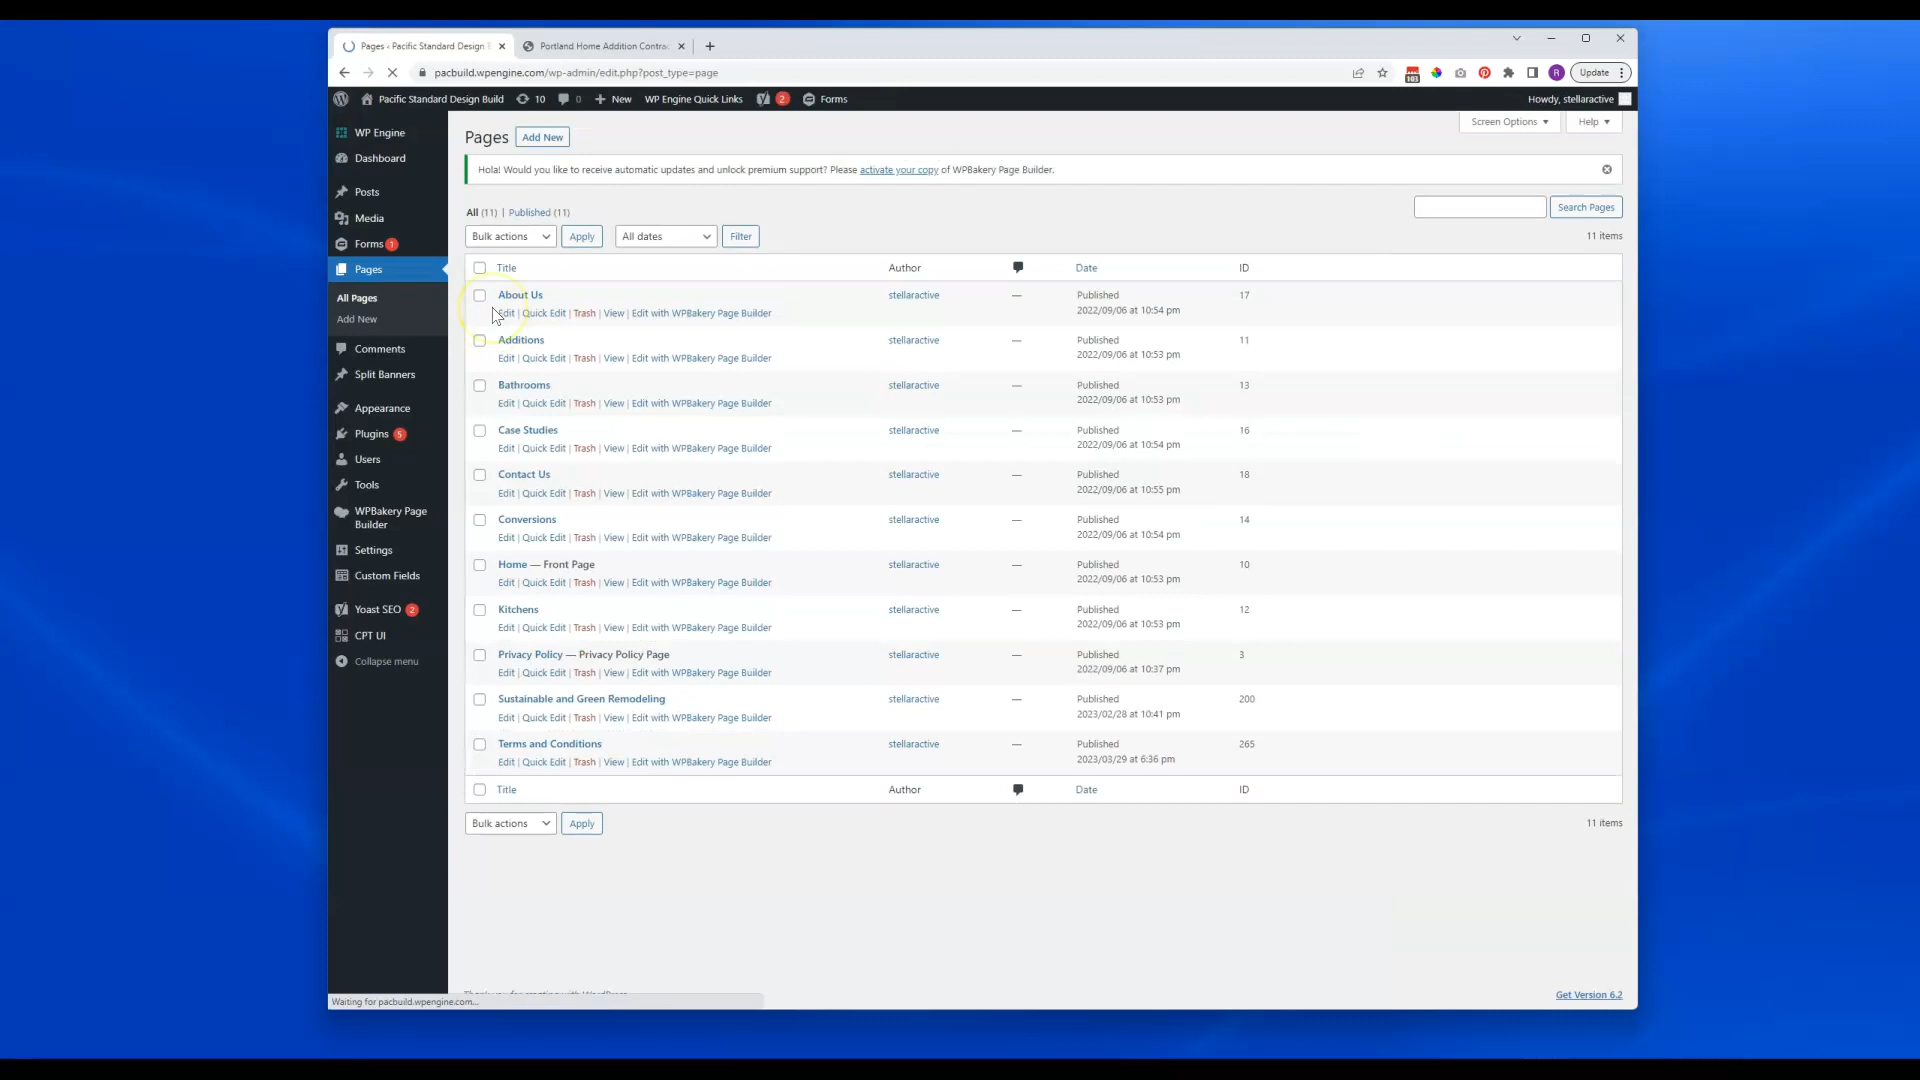 Pages ‹ Pacific Standard Design B
Portland Home Addition Contrac
pacbuild.wpengine.com/wp-admin/edit.php?post_type=page
103
R
Update
Pacific Standard Design Build
10
0
New
WP Engine Quick Links
2
Forms
Howdy, stellaractive
WP Engine
Dashboard
Posts
Media
Forms 1
Pages
All Pages
Add New
Comments
Split Banners
Appearance
Plugins 5
Users
Tools
WPBakery Page
Builder
Settings
Custom Fields
Yoast SEO 2
CPT UI
Collapse menu
Screen Options
Help
Pages
Add New
Hola! Would you like to receive automatic updates and unlock premium support? Please activate your copy of WPBakery Page Builder.
All (11) | Published (11)
Search Pages
Bulk actions
Apply
All dates
Filter
11 items
Title Author Date ID
About Us stellaractive — Published 17
Edit | Quick Edit | Trash | View | Edit with WPBakery Page Builder 2022/09/06 at 10:54 pm
Additions stellaractive — Published 11
Edit | Quick Edit | Trash | View | Edit with WPBakery Page Builder 2022/09/06 at 10:53 pm
Bathrooms stellaractive — Published 13
Edit | Quick Edit | Trash | View | Edit with WPBakery Page Builder 2022/09/06 at 10:53 pm
Case Studies stellaractive — Published 16
Edit | Quick Edit | Trash | View | Edit with WPBakery Page Builder 2022/09/06 at 10:54 pm
Contact Us stellaractive — Published 18
Edit | Quick Edit | Trash | View | Edit with WPBakery Page Builder 2022/09/06 at 10:55 pm
Conversions stellaractive — Published 14
Edit | Quick Edit | Trash | View | Edit with WPBakery Page Builder 2022/09/06 at 10:54 pm
Home — Front Page stellaractive — Published 10
Edit | Quick Edit | Trash | View | Edit with WPBakery Page Builder 2022/09/06 at 10:53 pm
Kitchens stellaractive — Published 12
Edit | Quick Edit | Trash | View | Edit with WPBakery Page Builder 2022/09/06 at 10:53 pm
Privacy Policy — Privacy Policy Page stellaractive — Published 3
Edit | Quick Edit | Trash | View | Edit with WPBakery Page Builder 2022/09/06 at 10:37 pm
Sustainable and Green Remodeling stellaractive — Published 200
Edit | Quick Edit | Trash | View | Edit with WPBakery Page Builder 2023/02/28 at 10:41 pm
Terms and Conditions stellaractive — Published 265
Edit | Quick Edit | Trash | View | Edit with WPBakery Page Builder 2023/03/29 at 6:36 pm
Title Author Date ID
Bulk actions
Apply
11 items
Get Version 6.2
Waiting for pacbuild.wpengine.com...